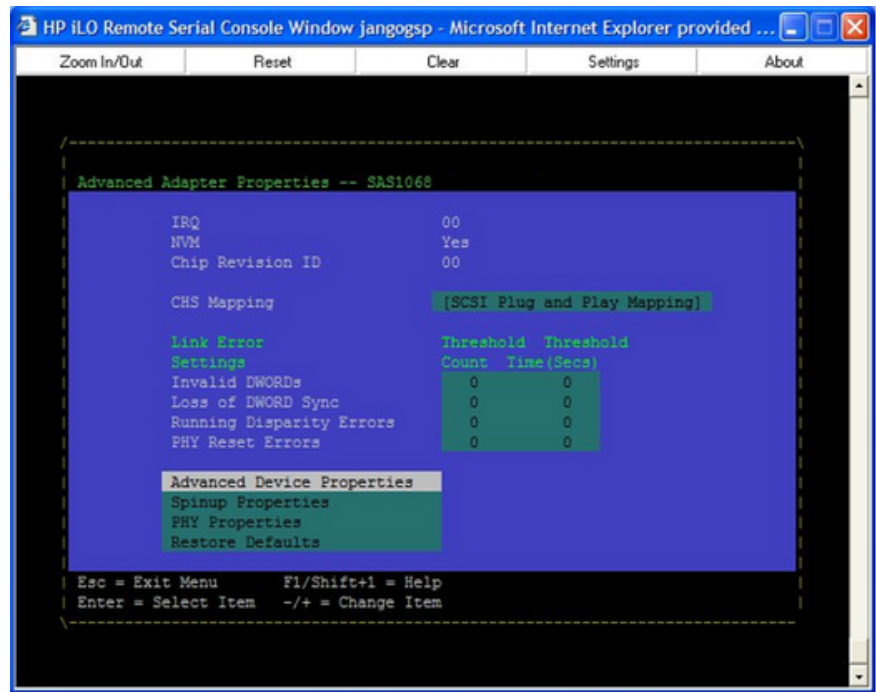 HP iLO Remote Serial Console Window jangogsp - Microsoft Internet Explorer provided ...
Zoom In/Out Reset Clear Settings About
/-------------------------------------------------------------------------------\
Advanced Adapter Properties -- SAS1068
IRQ 00
NVM Yes
Chip Revision ID 00
CHS Mapping [SCSI Plug and Play Mapping]
Link Error Threshold Threshold
Settings Count Time(Secs)
Invalid DWORDs 0 0
Loss of DWORD Sync 0 0
Running Disparity Errors 0 0
PHY Reset Errors 0 0
Advanced Device Properties
Spinup Properties
PHY Properties
Restore Defaults
Esc = Exit Menu F1/Shift+1 = Help
Enter = Select Item -/+ = Change Item
\-------------------------------------------------------------------------------